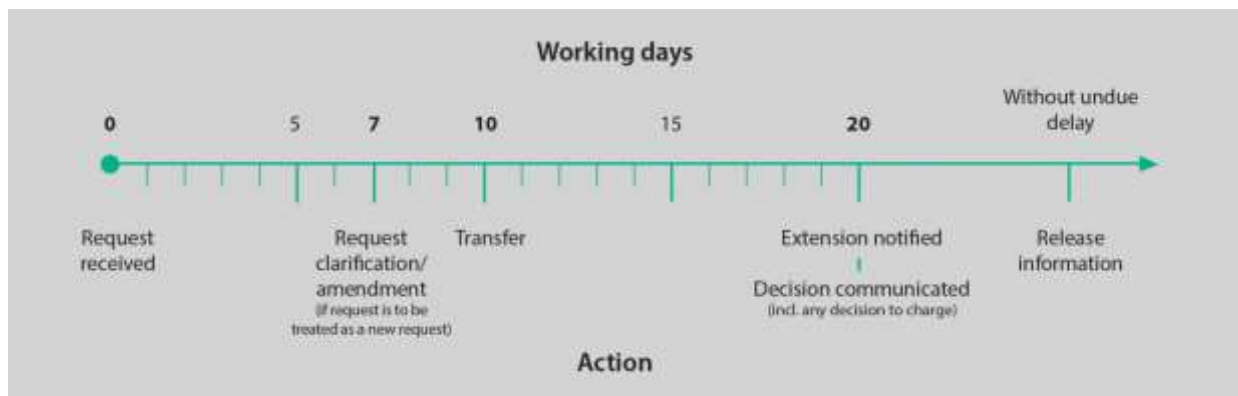 Working days
Without undue
delay
0
5
7
10
15
20
Request
received
Request
clarification/
amendment
(if request is to be
treated as a new request)
Transfer
Extension notified
Decision communicated
(incl. any decision to charge)
Release
information
Action